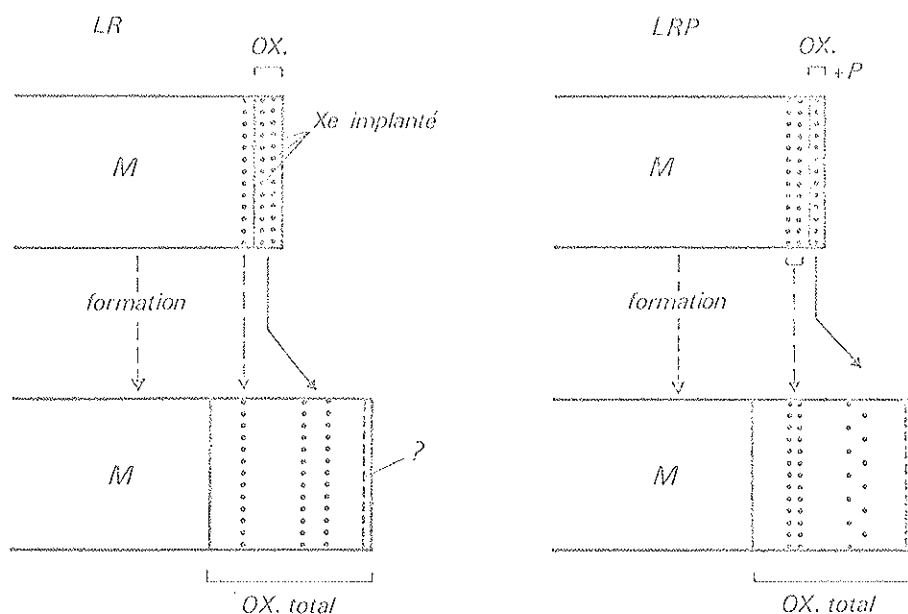 LR
OX.
Xe implanté
M
formation
M
?
OX. total
LRP
OX.
+P
M
formation
M
OX. total